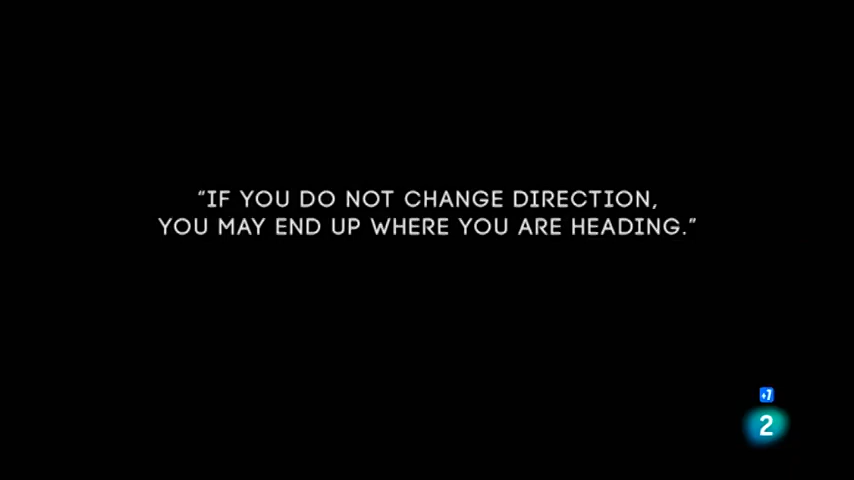 “IF YOU DO NOT CHANGE DIRECTION,
YOU MAY END UP WHERE YOU ARE HEADING.”
+7
2